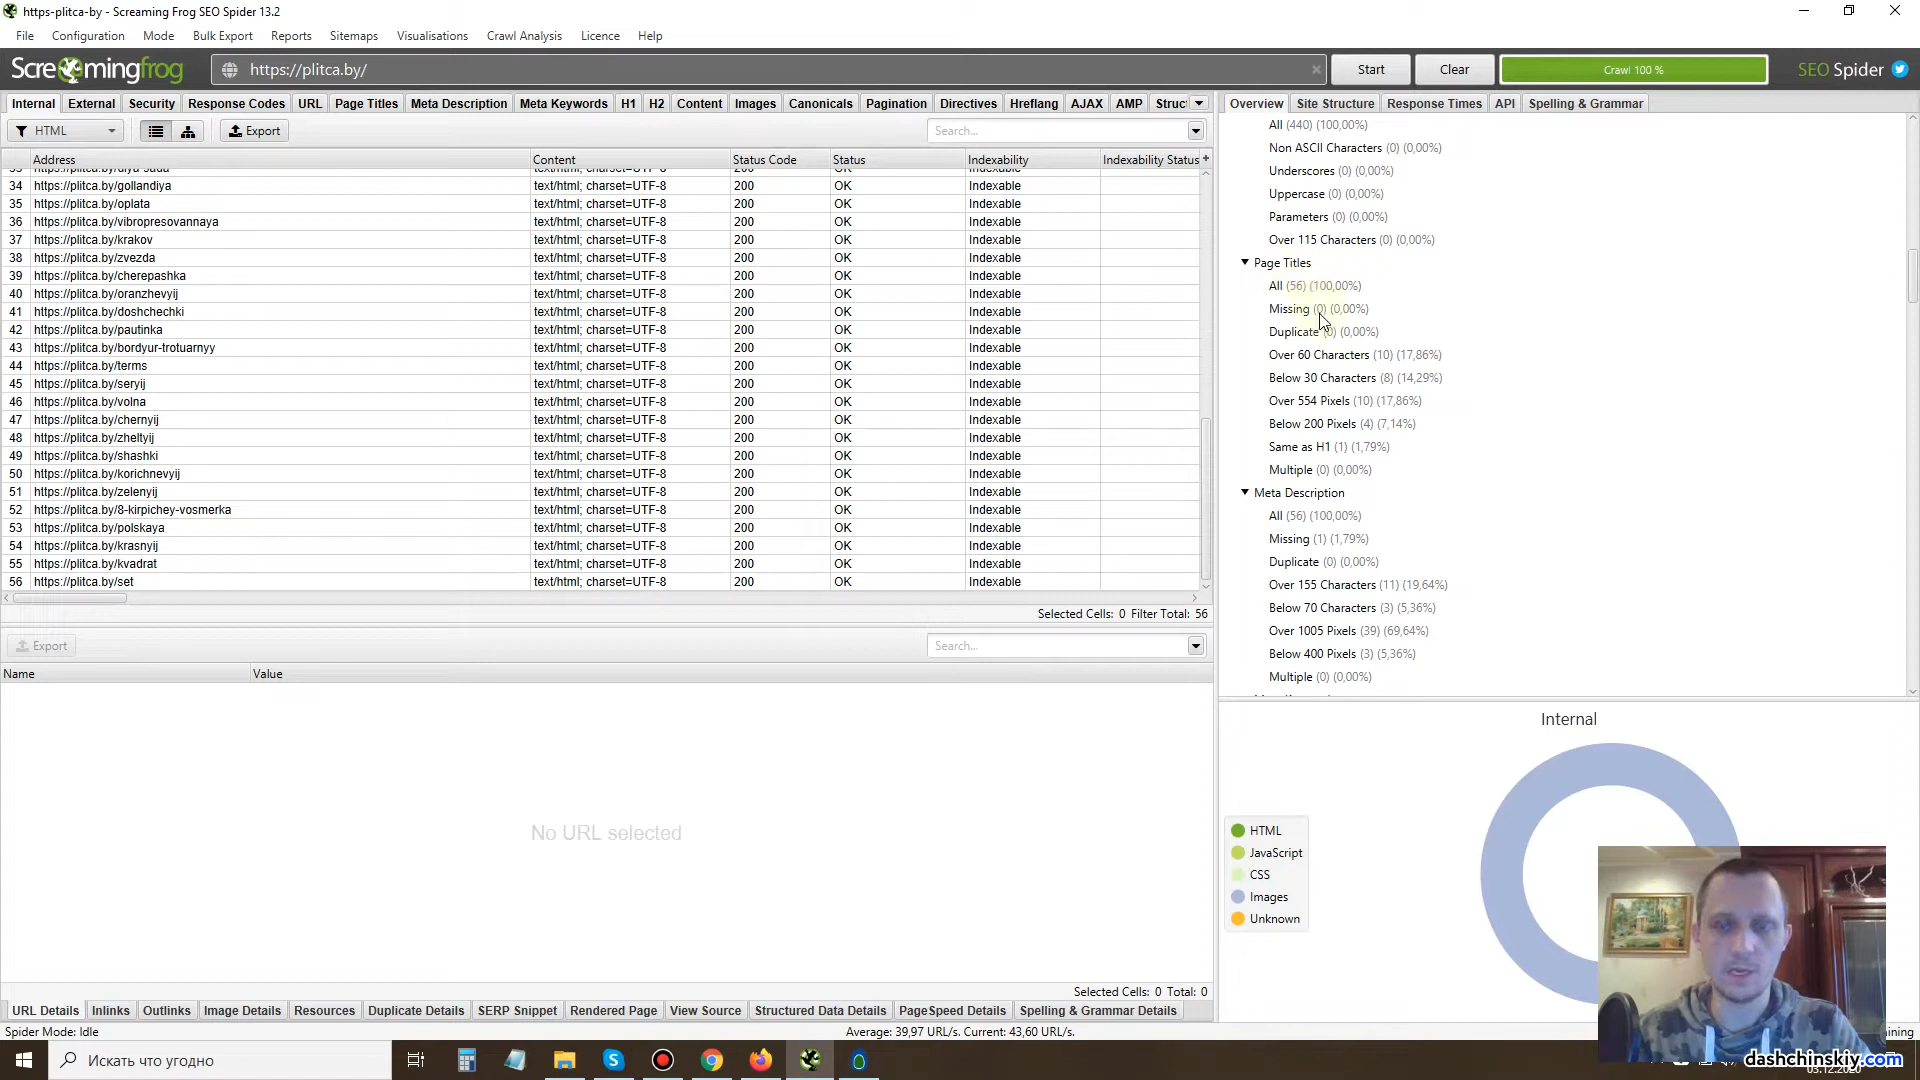 https-plitca-by - Screaming Frog SEO Spider 13.2
File Configuration Mode Bulk Export Reports Sitemaps Visualisations Crawl Analysis Licence Help
Screamingfrog https://plitca.by/ Start Clear Crawl 100 % SEO Spider
Internal External Security Response Codes URL Page Titles Meta Description Meta Keywords H1 H2 Content Images Canonicals Pagination Directives Hreflang AJAX AMP Struct
HTML Export Search...
Address Content Status Code Status Indexability Indexability Status
34 https://plitca.by/gollandiya text/html; charset=UTF-8 200 OK Indexable
35 https://plitca.by/oplata text/html; charset=UTF-8 200 OK Indexable
36 https://plitca.by/vibropresovannaya text/html; charset=UTF-8 200 OK Indexable
37 https://plitca.by/krakov text/html; charset=UTF-8 200 OK Indexable
38 https://plitca.by/zvezda text/html; charset=UTF-8 200 OK Indexable
39 https://plitca.by/cherepashka text/html; charset=UTF-8 200 OK Indexable
40 https://plitca.by/oranzhevyij text/html; charset=UTF-8 200 OK Indexable
41 https://plitca.by/doshchechki text/html; charset=UTF-8 200 OK Indexable
42 https://plitca.by/pautinka text/html; charset=UTF-8 200 OK Indexable
43 https://plitca.by/bordyur-trotuarnyy text/html; charset=UTF-8 200 OK Indexable
44 https://plitca.by/terms text/html; charset=UTF-8 200 OK Indexable
45 https://plitca.by/seryij text/html; charset=UTF-8 200 OK Indexable
46 https://plitca.by/volna text/html; charset=UTF-8 200 OK Indexable
47 https://plitca.by/chernyij text/html; charset=UTF-8 200 OK Indexable
48 https://plitca.by/zheltyij text/html; charset=UTF-8 200 OK Indexable
49 https://plitca.by/shashki text/html; charset=UTF-8 200 OK Indexable
50 https://plitca.by/korichnevyij text/html; charset=UTF-8 200 OK Indexable
51 https://plitca.by/zelenyij text/html; charset=UTF-8 200 OK Indexable
52 https://plitca.by/8-kirpichey-vosmerka text/html; charset=UTF-8 200 OK Indexable
53 https://plitca.by/polskaya text/html; charset=UTF-8 200 OK Indexable
54 https://plitca.by/krasnyij text/html; charset=UTF-8 200 OK Indexable
55 https://plitca.by/kvadrat text/html; charset=UTF-8 200 OK Indexable
56 https://plitca.by/set text/html; charset=UTF-8 200 OK Indexable
Selected Cells: 0 Filter Total: 56
Export Search...
Name Value
No URL selected
Selected Cells: 0 Total: 0
URL Details Inlinks Outlinks Image Details Resources Duplicate Details SERP Snippet Rendered Page View Source Structured Data Details PageSpeed Details Spelling & Grammar Details
Overview Site Structure Response Times API Spelling & Grammar
All (440) (100,00%)
Non ASCII Characters (0) (0,00%)
Underscores (0) (0,00%)
Uppercase (0) (0,00%)
Parameters (0) (0,00%)
Over 115 Characters (0) (0,00%)
Page Titles
All (56) (100,00%)
Missing (0) (0,00%)
Duplicate (0) (0,00%)
Over 60 Characters (10) (17,86%)
Below 30 Characters (8) (14,29%)
Over 554 Pixels (10) (17,86%)
Below 200 Pixels (4) (7,14%)
Same as H1 (1) (1,79%)
Multiple (0) (0,00%)
Meta Description
All (56) (100,00%)
Missing (1) (1,79%)
Duplicate (0) (0,00%)
Over 155 Characters (11) (19,64%)
Below 70 Characters (3) (5,36%)
Over 1005 Pixels (39) (69,64%)
Below 400 Pixels (3) (5,36%)
Multiple (0) (0,00%)
Internal
HTML
JavaScript
CSS
Images
Unknown
Spider Mode: Idle Average: 39,97 URL/s. Current: 43,60 URL/s.
Искать что угодно
dashchinskiy.com
03.12.2020